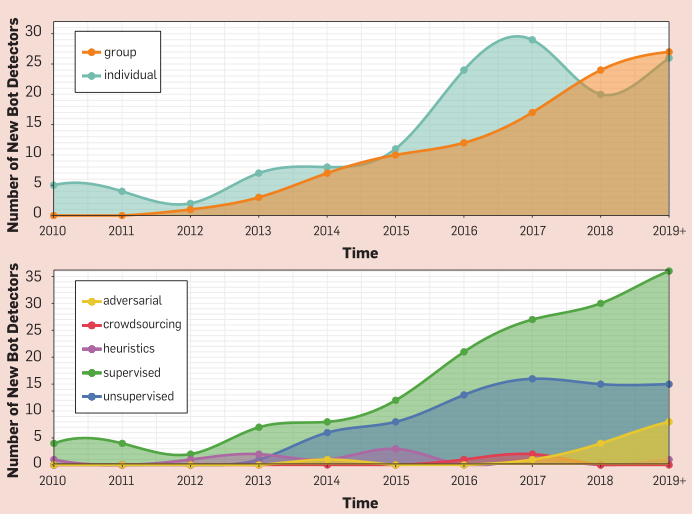 Number of New Bot Detectors
30
25
20
15
10
5
0
group
individual
2010 2011 2012 2013 2014 2015 2016 2017 2018 2019+
Time
Number of New Bot Detectors
35
30
25
20
15
10
5
0
adversarial
crowdsourcing
heuristics
supervised
unsupervised
2010 2011 2012 2013 2014 2015 2016 2017 2018 2019+
Time